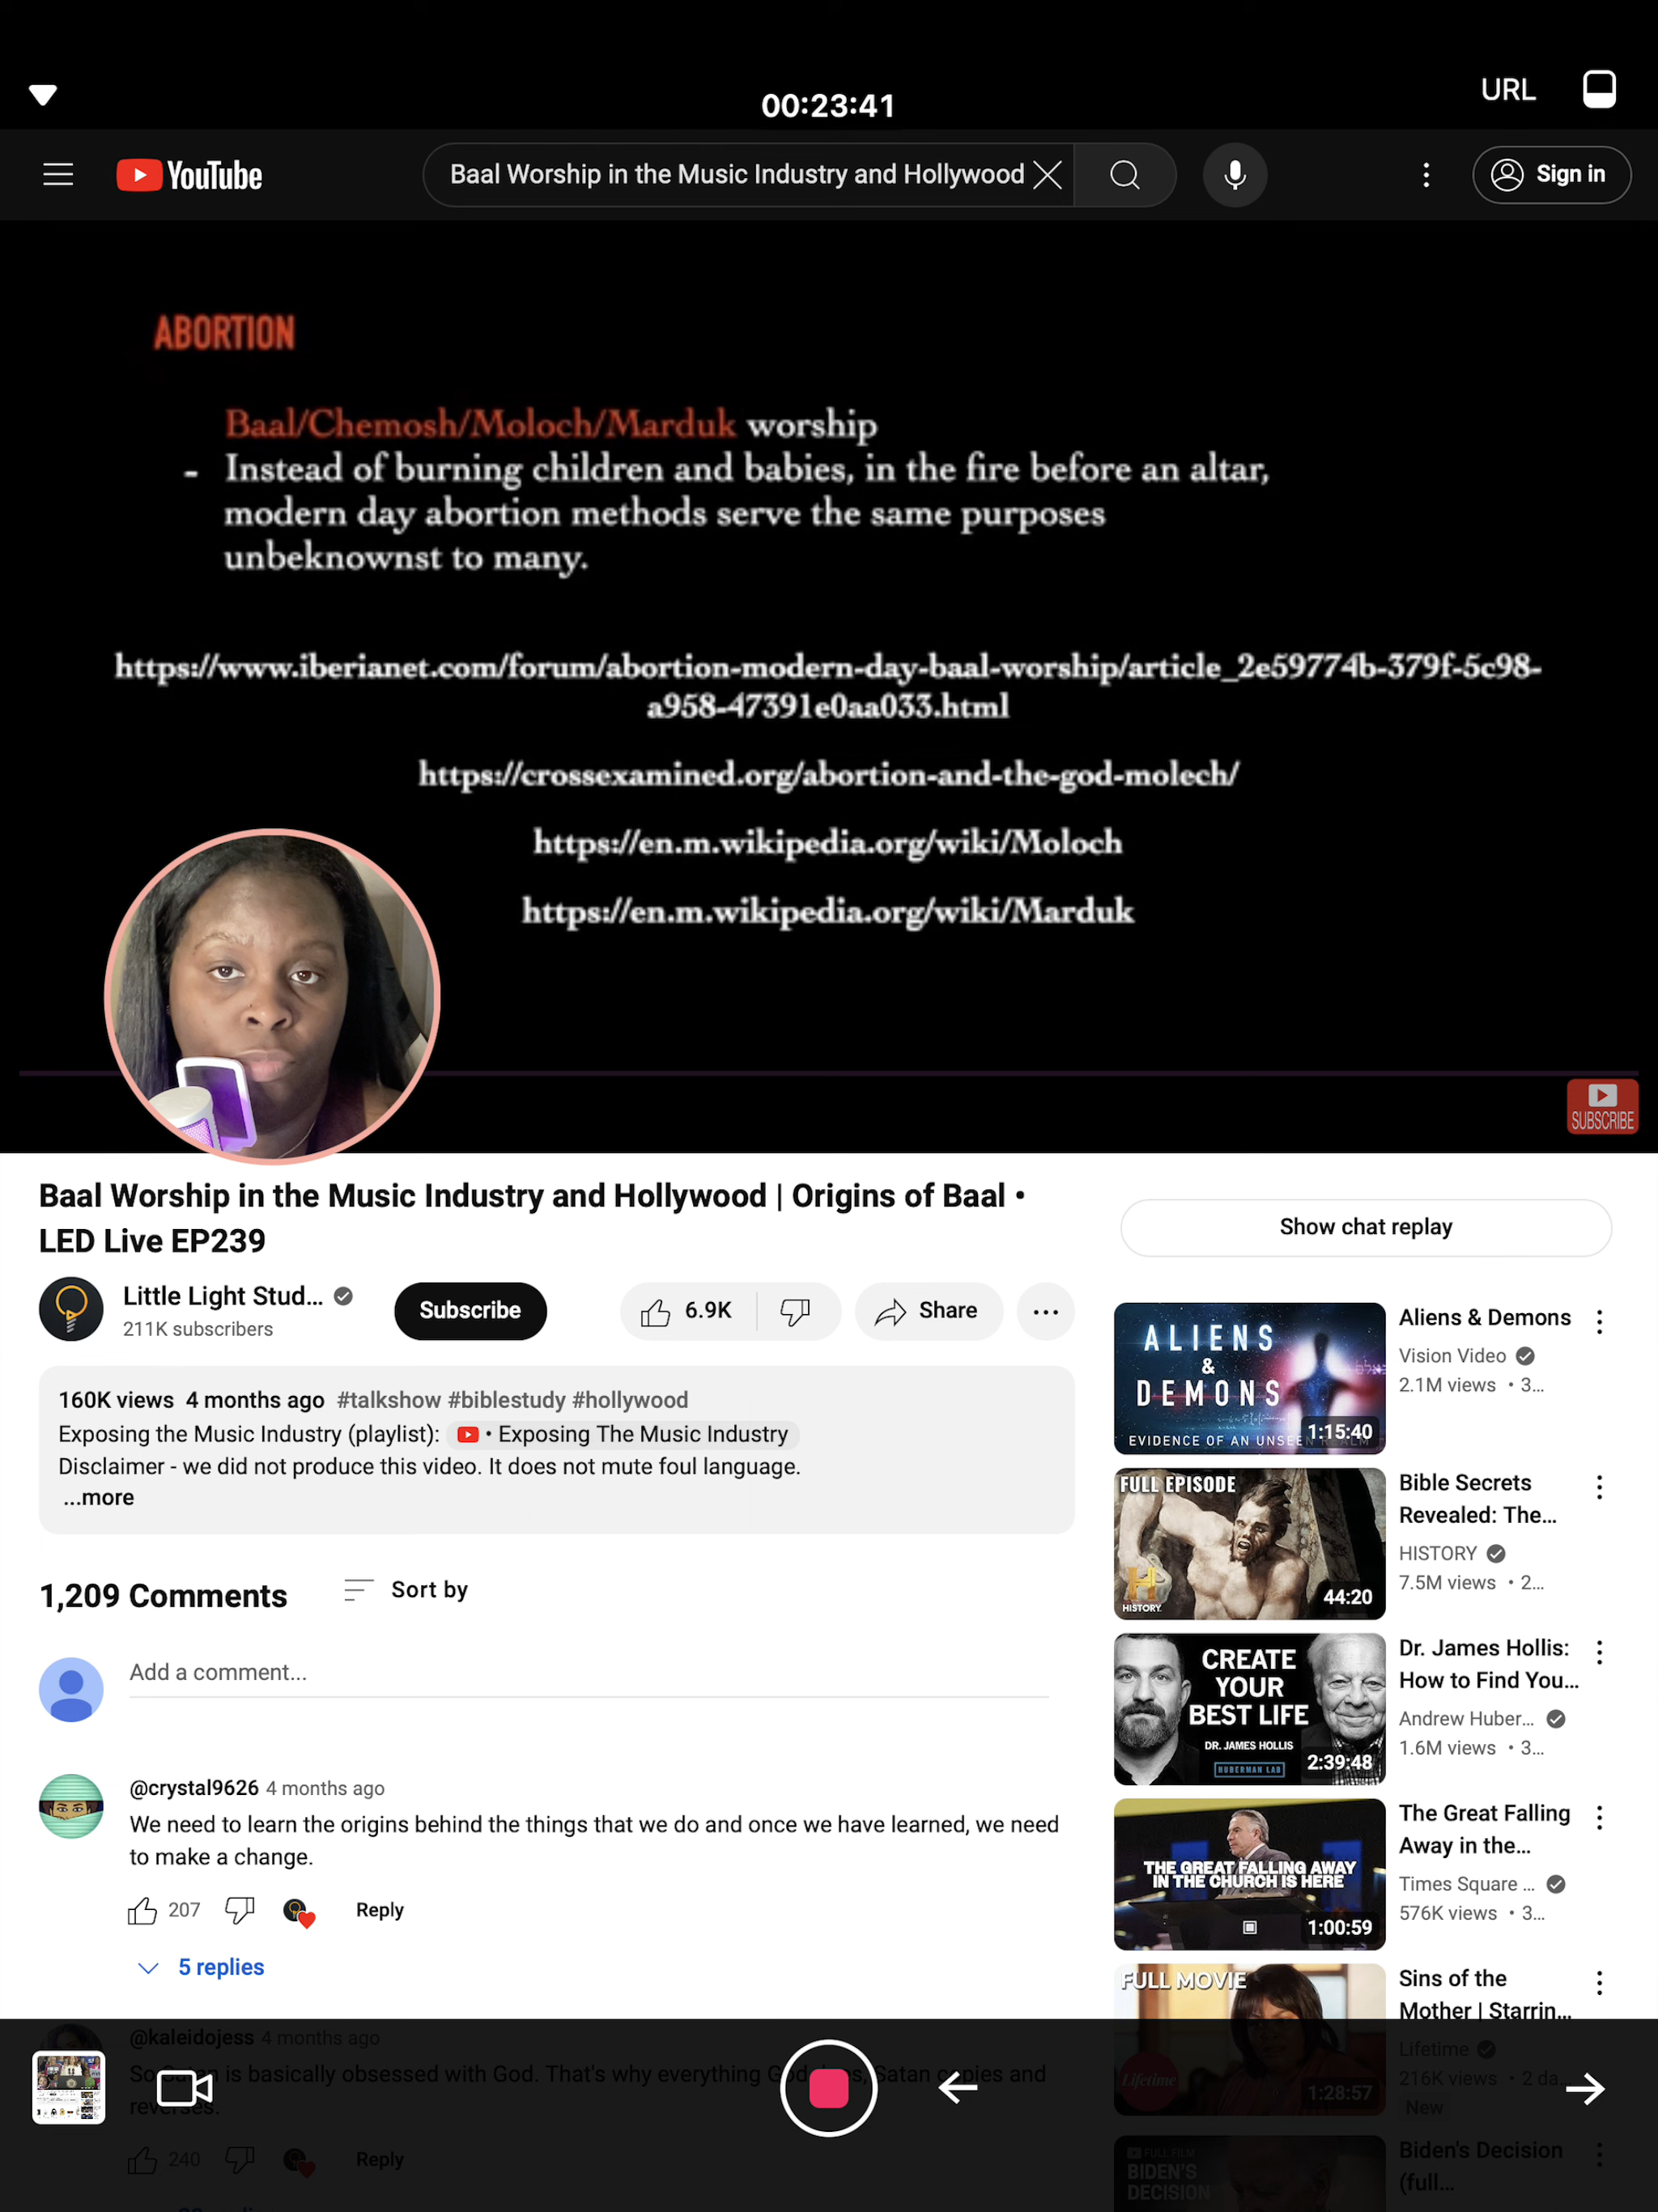 00:23:41
URL
YouTube
Baal Worship in the Music Industry and Hollywood
Sign in
ABORTION
Baal/Chemosh/Moloch/Marduk worship
- Instead of burning children and babies, in the fire before an altar,
modern day abortion methods serve the same purposes
unbeknownst to many.
https://www.iberianet.com/forum/abortion-modern-day-baal-worship/article_2e59774b-379f-5c98-
a958-47391e0aa033.html
https://crossexamined.org/abortion-and-the-god-molech/
https://en.m.wikipedia.org/wiki/Moloch
https://en.m.wikipedia.org/wiki/Marduk
SUBSCRIBE
Baal Worship in the Music Industry and Hollywood | Origins of Baal •
LED Live EP239
Little Light Stud...
211K subscribers
Subscribe
6.9K
Share
160K views 4 months ago #talkshow #biblestudy #hollywood
Exposing the Music Industry (playlist): • Exposing The Music Industry
Disclaimer - we did not produce this video. It does not mute foul language.
...more
1,209 Comments
Sort by
Add a comment...
@crystal9626 4 months ago
We need to learn the origins behind the things that we do and once we have learned, we need
to make a change.
207
Reply
5 replies
@kaleidojess 4 months ago
is basically obsessed with God. That's why everything Satan copies and
reverses.
240
Reply
Show chat replay
ALIENS
&
DEMONS
EVIDENCE OF AN UNSEEN REALM
1:15:40
Aliens & Demons
Vision Video
2.1M views • 3...
FULL EPISODE
HISTORY
44:20
Bible Secrets
Revealed: The...
HISTORY
7.5M views • 2...
CREATE
YOUR
BEST LIFE
DR. JAMES HOLLIS
HUBERMAN LAB
2:39:48
Dr. James Hollis:
How to Find You...
Andrew Huber...
1.6M views • 3...
THE GREAT FALLING AWAY
IN THE CHURCH IS HERE
1:00:59
The Great Falling
Away in the...
Times Square ...
576K views • 3...
FULL MOVIE
Lifetime
1:28:57
Sins of the
Mother | Starrin...
Lifetime
216K views • 2 da...
New
FULL FILM
BIDEN'S
DECISION
Biden's Decision
(full...